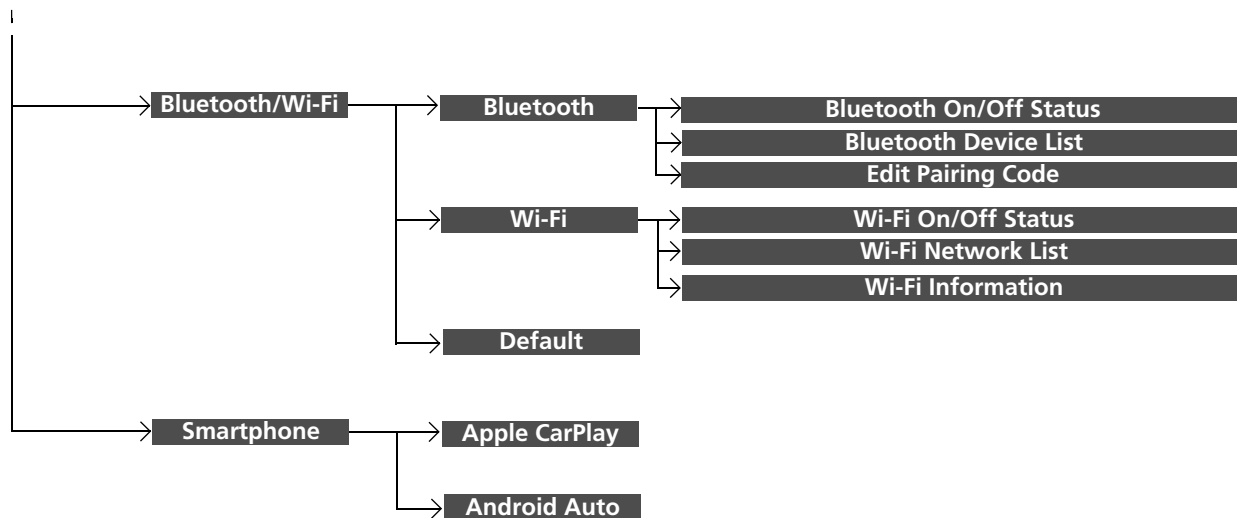 Bluetooth/Wi-Fi
Bluetooth
Bluetooth On/Off Status
Bluetooth Device List
Edit Pairing Code
Wi-Fi
Wi-Fi On/Off Status
Wi-Fi Network List
Wi-Fi Information
Default
Smartphone
Apple CarPlay
Android Auto